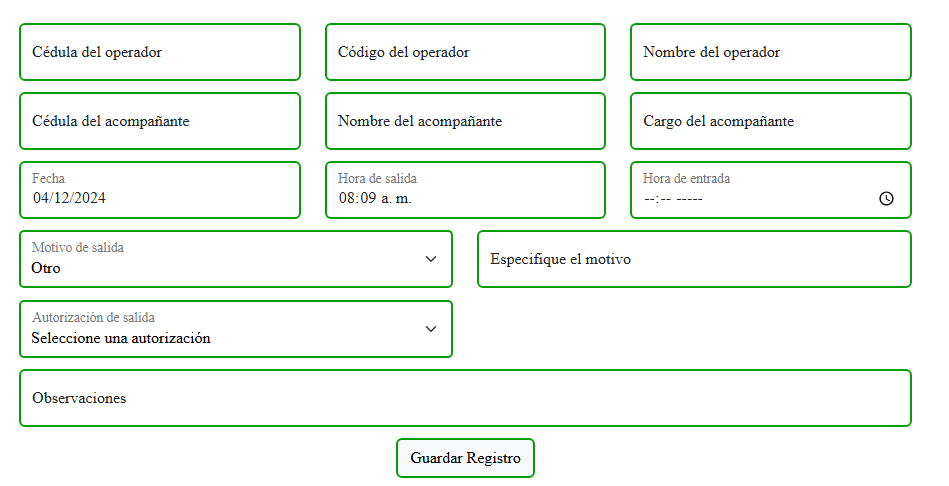 Cédula del operador
Código del operador
Nombre del operador
Cédula del acompañante
Nombre del acompañante
Cargo del acompañante
Fecha
04/12/2024
Hora de salida
08:09 a. m.
Hora de entrada
--:-- -----
Motivo de salida
Otro
Especifique el motivo
Autorización de salida
Seleccione una autorización
Observaciones
Guardar Registro